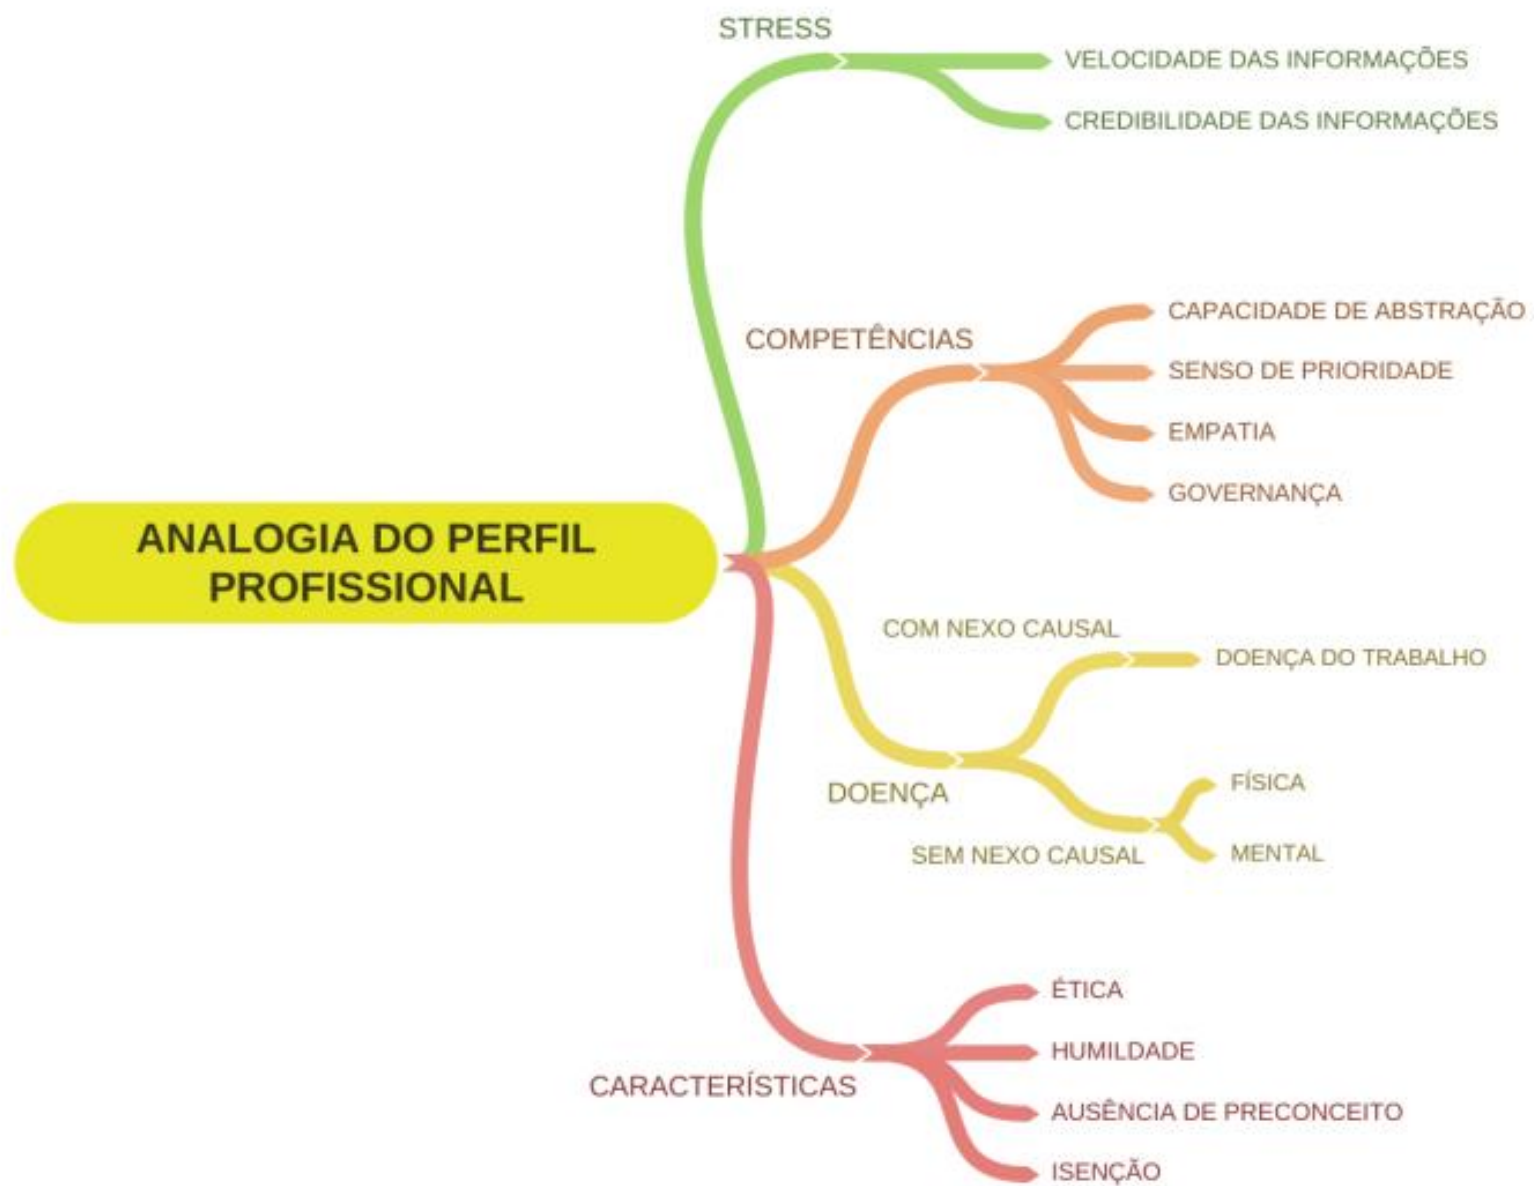 STRESS
VELOCIDADE DAS INFORMAÇÕES
CREDIBILIDADE DAS INFORMAÇÕES
COMPETÊNCIAS
CAPACIDADE DE ABSTRAÇÃO
SENSO DE PRIORIDADE
EMPATIA
GOVERNANÇA
ANALOGIA DO PERFIL
PROFISSIONAL
DOENÇA
COM NEXO CAUSAL
DOENÇA DO TRABALHO
SEM NEXO CAUSAL
FÍSICA
MENTAL
CARACTERÍSTICAS
ÉTICA
HUMILDADE
AUSÊNCIA DE PRECONCEITO
ISENÇÃO